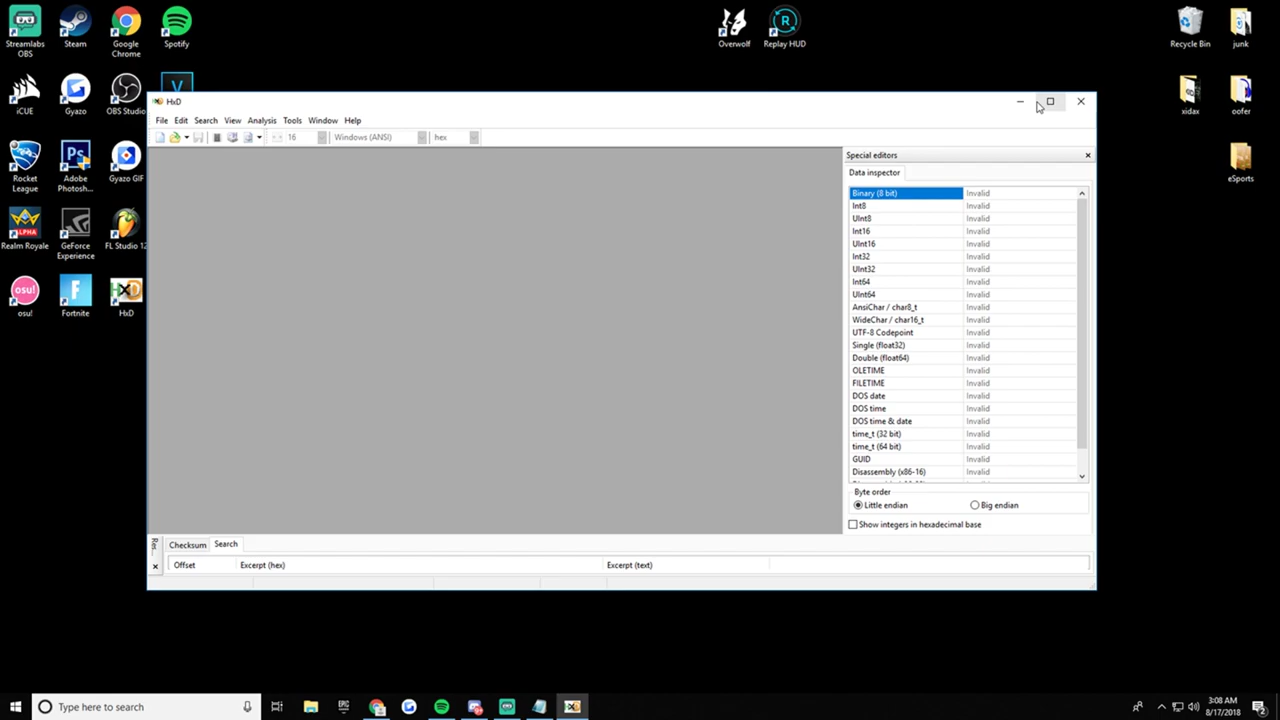 Streamlabs OBS
Steam
Google Chrome
Spotify
Overwolf
Replay HUD
Recycle Bin
junk
iCUE
Gyazo
OBS Studio
V
xidax
oofer
Rocket League
Adobe Photosh...
Gyazo GIF
eSports
Realm Royale
GeForce Experience
FL Studio 12
osu!
Fortnite
HxD
HxD
File Edit Search View Analysis Tools Window Help
16 Windows (ANSI) hex
Special editors
Data inspector
Binary (8 bit) Invalid
Int8 Invalid
UInt8 Invalid
Int16 Invalid
UInt16 Invalid
Int32 Invalid
UInt32 Invalid
Int64 Invalid
UInt64 Invalid
AnsiChar / char8_t Invalid
WideChar / char16_t Invalid
UTF-8 Codepoint Invalid
Single (float32) Invalid
Double (float64) Invalid
OLETIME Invalid
FILETIME Invalid
DOS date Invalid
DOS time Invalid
DOS time & date Invalid
time_t (32 bit) Invalid
time_t (64 bit) Invalid
GUID Invalid
Disassembly (x86-16) Invalid
Byte order
Little endian Big endian
Show integers in hexadecimal base
Res...
Checksum Search
Offset Excerpt (hex) Excerpt (text)
Type here to search
3:08 AM
8/17/2018